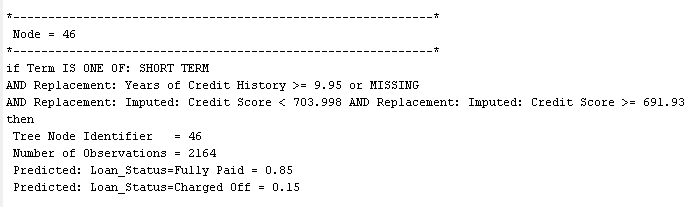 *------------------------------------------------------------*
Node = 46
*------------------------------------------------------------*
if Term IS ONE OF: SHORT TERM
AND Replacement: Years of Credit History >= 9.95 or MISSING
AND Replacement: Imputed: Credit Score < 703.998 AND Replacement: Imputed: Credit Score >= 691.93
then
Tree Node Identifier   = 46
Number of Observations = 2164
Predicted: Loan_Status=Fully Paid = 0.85
Predicted: Loan_Status=Charged Off = 0.15